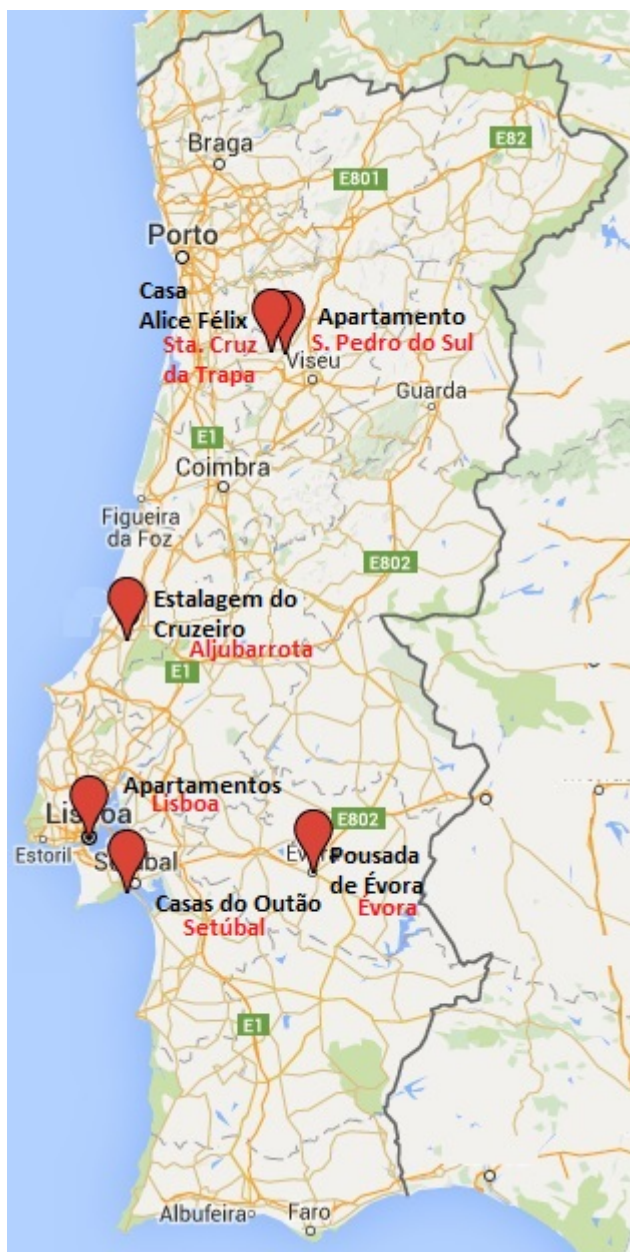 E82
Braga
E801
Porto
Casa
Alice Félix
Apartamento
Sta. Cruz
S. Pedro do Sul
da Trapa
Viseu
Guarda
E1
Coimbra
Figueira
da Foz
E802
Estalagem do
Cruzeiro
Aljubarrota
E1
Apartamentos
Lisboa
Lisboa
E802
Estoril
Setúbal
Évora
Pousada
de Évora
Casas do Outão
Évora
Setúbal
E1
Albufeira
Faro